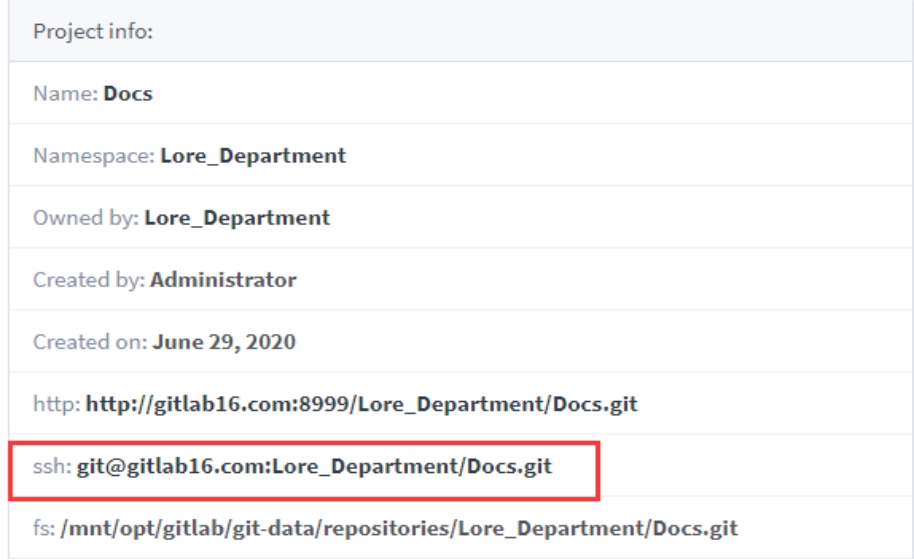 Project info:
Name: Docs
Namespace: Lore_Department
Owned by: Lore_Department
Created by: Administrator
Created on: June 29, 2020
http: http://gitlab16.com:8999/Lore_Department/Docs.git
ssh: git@gitlab16.com:Lore_Department/Docs.git
fs: /mnt/opt/gitlab/git-data/repositories/Lore_Department/Docs.git